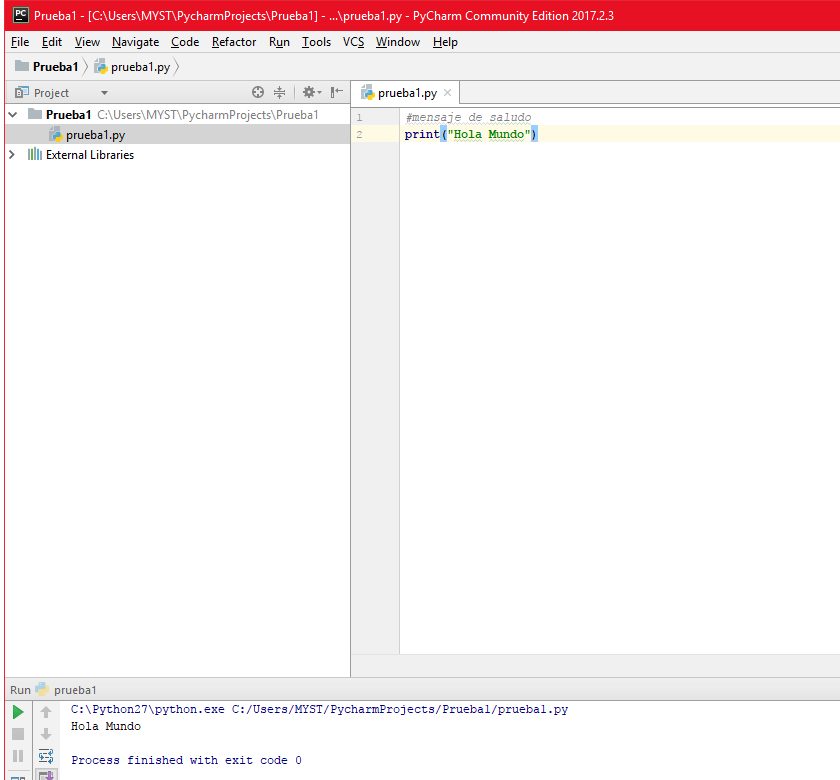 PC Prueba1 - [C:\Users\MYST\PycharmProjects\Prueba1] - ...\prueba1.py - PyCharm Community Edition 2017.2.3
File Edit View Navigate Code Refactor Run Tools VCS Window Help
Prueba1 prueba1.py
Project
prueba1.py
Prueba1 C:\Users\MYST\PycharmProjects\Prueba1
prueba1.py
External Libraries
1 #mensaje de saludo
2 print("Hola Mundo")
Run prueba1
C:\Python27\python.exe C:/Users/MYST/PycharmProjects/Prueba1/prueba1.py
Hola Mundo
Process finished with exit code 0